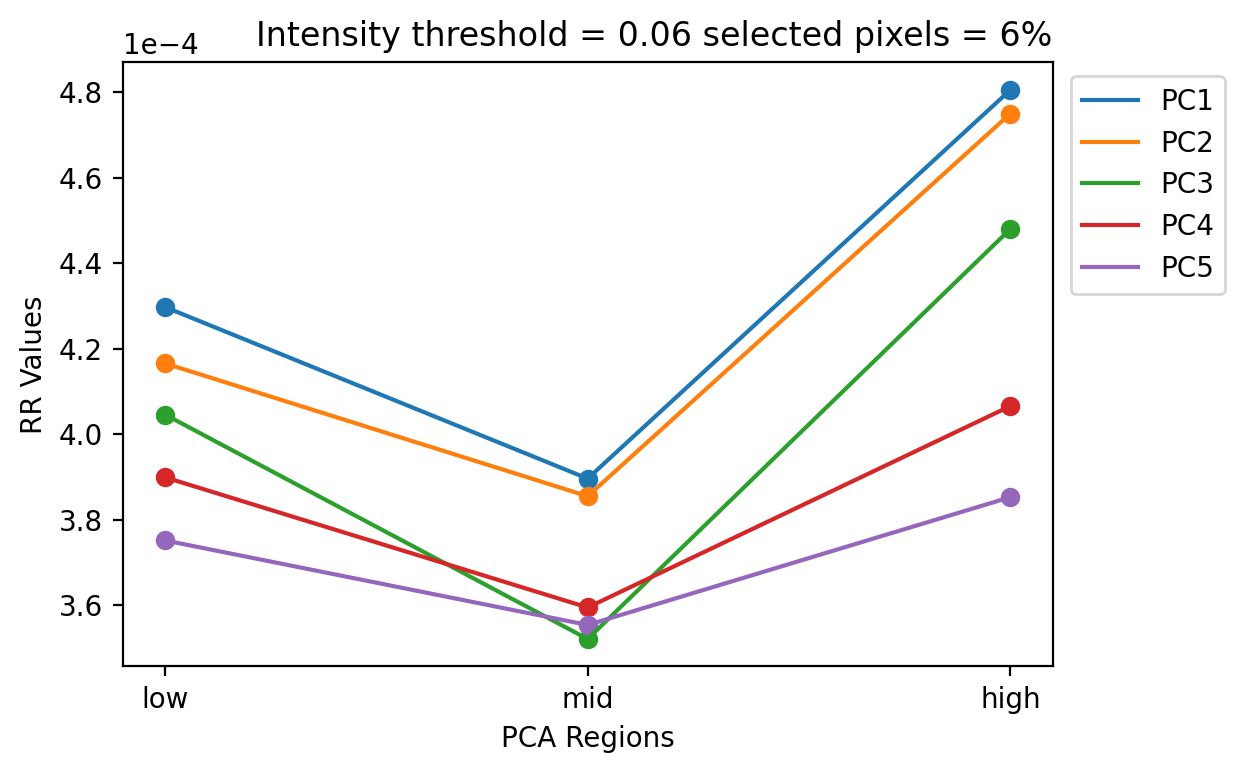 Intensity threshold = 0.06 selected pixels = 6%
1e−4
4.8
4.6
4.4
4.2
4.0
3.8
3.6
RR Values
low
mid
high
PCA Regions
PC1
PC2
PC3
PC4
PC5